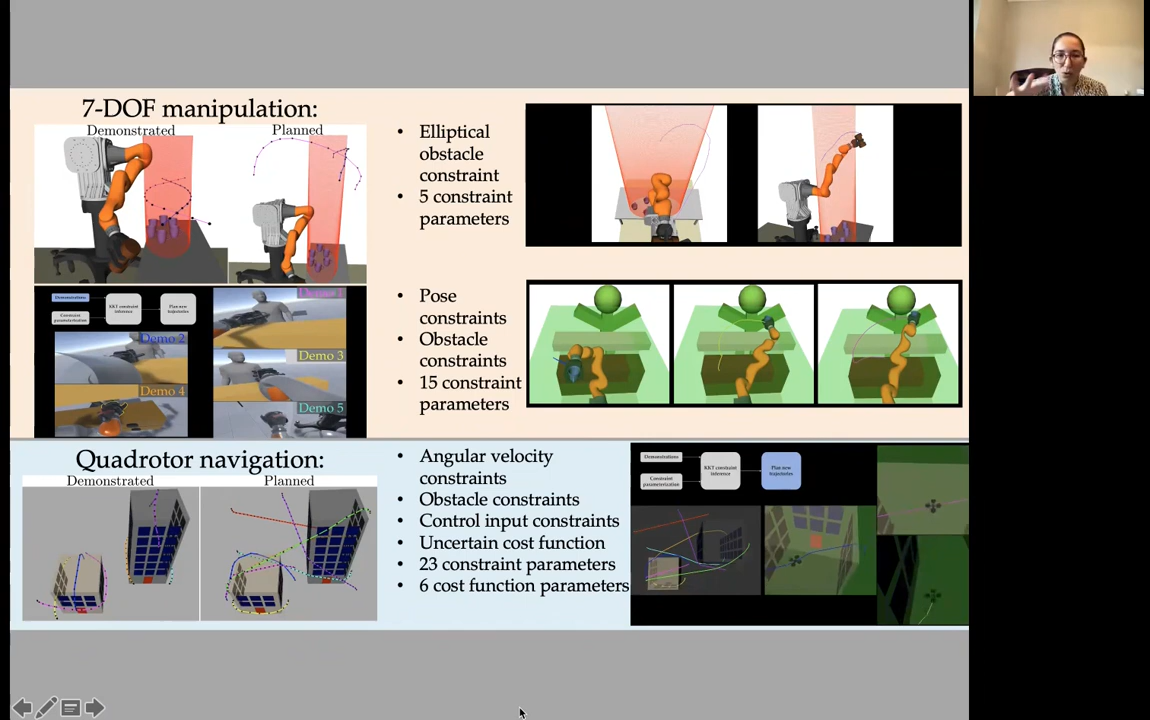 7-DOF manipulation:
Demonstrated
Planned
• Elliptical
obstacle
constraint
• 5 constraint
parameters
Demonstrations
Constraint
parameterization
KKT constraint
inference
Plan new
trajectories
Demo 2
Demo 3
Demo 4
Demo 5
• Pose
constraints
• Obstacle
constraints
• 15 constraint
parameters
Quadrotor navigation:
Demonstrated
Planned
• Angular velocity
constraints
• Obstacle constraints
• Control input constraints
• Uncertain cost function
• 23 constraint parameters
• 6 cost function parameters
Demonstrations
Constraint
parameterization
KKT constraint
inference
Plan new
trajectories